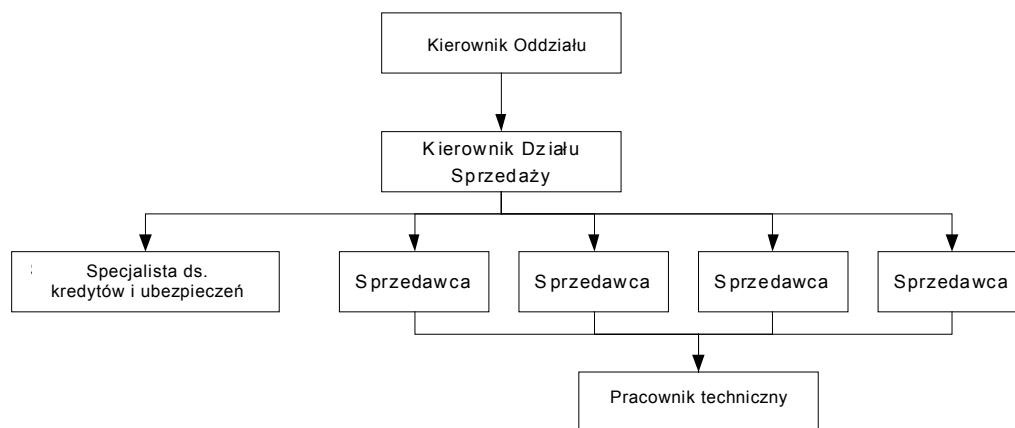 Kierownik Oddziału
Kierownik Działu
Sprzedaży
Specjalista ds.
kredytów i ubezpieczeń
Sprzedawca
Sprzedawca
Sprzedawca
Sprzedawca
Pracownik techniczny